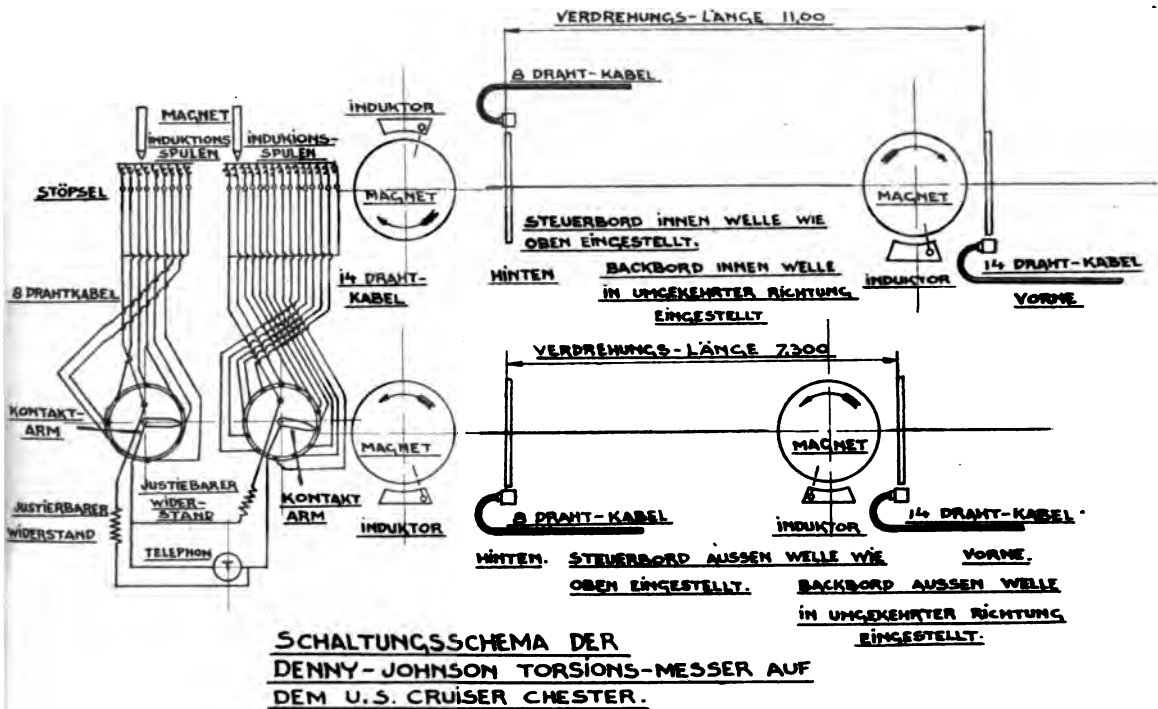 VERDREHUNGS-LÄNGE 11,00
8 DRAHT-KABEL
MAGNET
INDUKTIONS
SPULEN
INDUKIONS-
SPULEN
STÖPSEL
INDUKTOR
MAGNET
8 DRAHTKABEL
14 DRAHT-
KABEL
STEUERBORD INNEN WELLE WIE
OBEN EINGESTELLT.
HINTEN
BACKBORD INNEN WELLE
IN UMGEKEHRTER RICHTUNG
EINGESTELLT
MAGNET
INDUKTOR
14 DRAHT-KABEL
VORNE
KONTAKT-
ARM
JUSTIERBARER
WIDERSTAND
JUSTIEBARER
WIDER-
STAND
KONTAKT
ARM
TELEPHON
T
MAGNET
INDUKTOR
VERDREHUNGS-LÄNGE 7,300
MAGNET
8 DRAHT-KABEL
INDUKTOR
14 DRAHT-KABEL
HINTEN.
STEUERBORD AUSSEN WELLE WIE
OBEN EINGESTELLT.
VORNE.
BACKBORD AUSSEN WELLE
IN UMGEKEHRTER RICHTUNG
EINGESTELLT.
SCHALTUNGSSCHEMA DER
DENNY-JOHNSON TORSIONS-MESSER AUF
DEM U.S. CRUISER CHESTER.